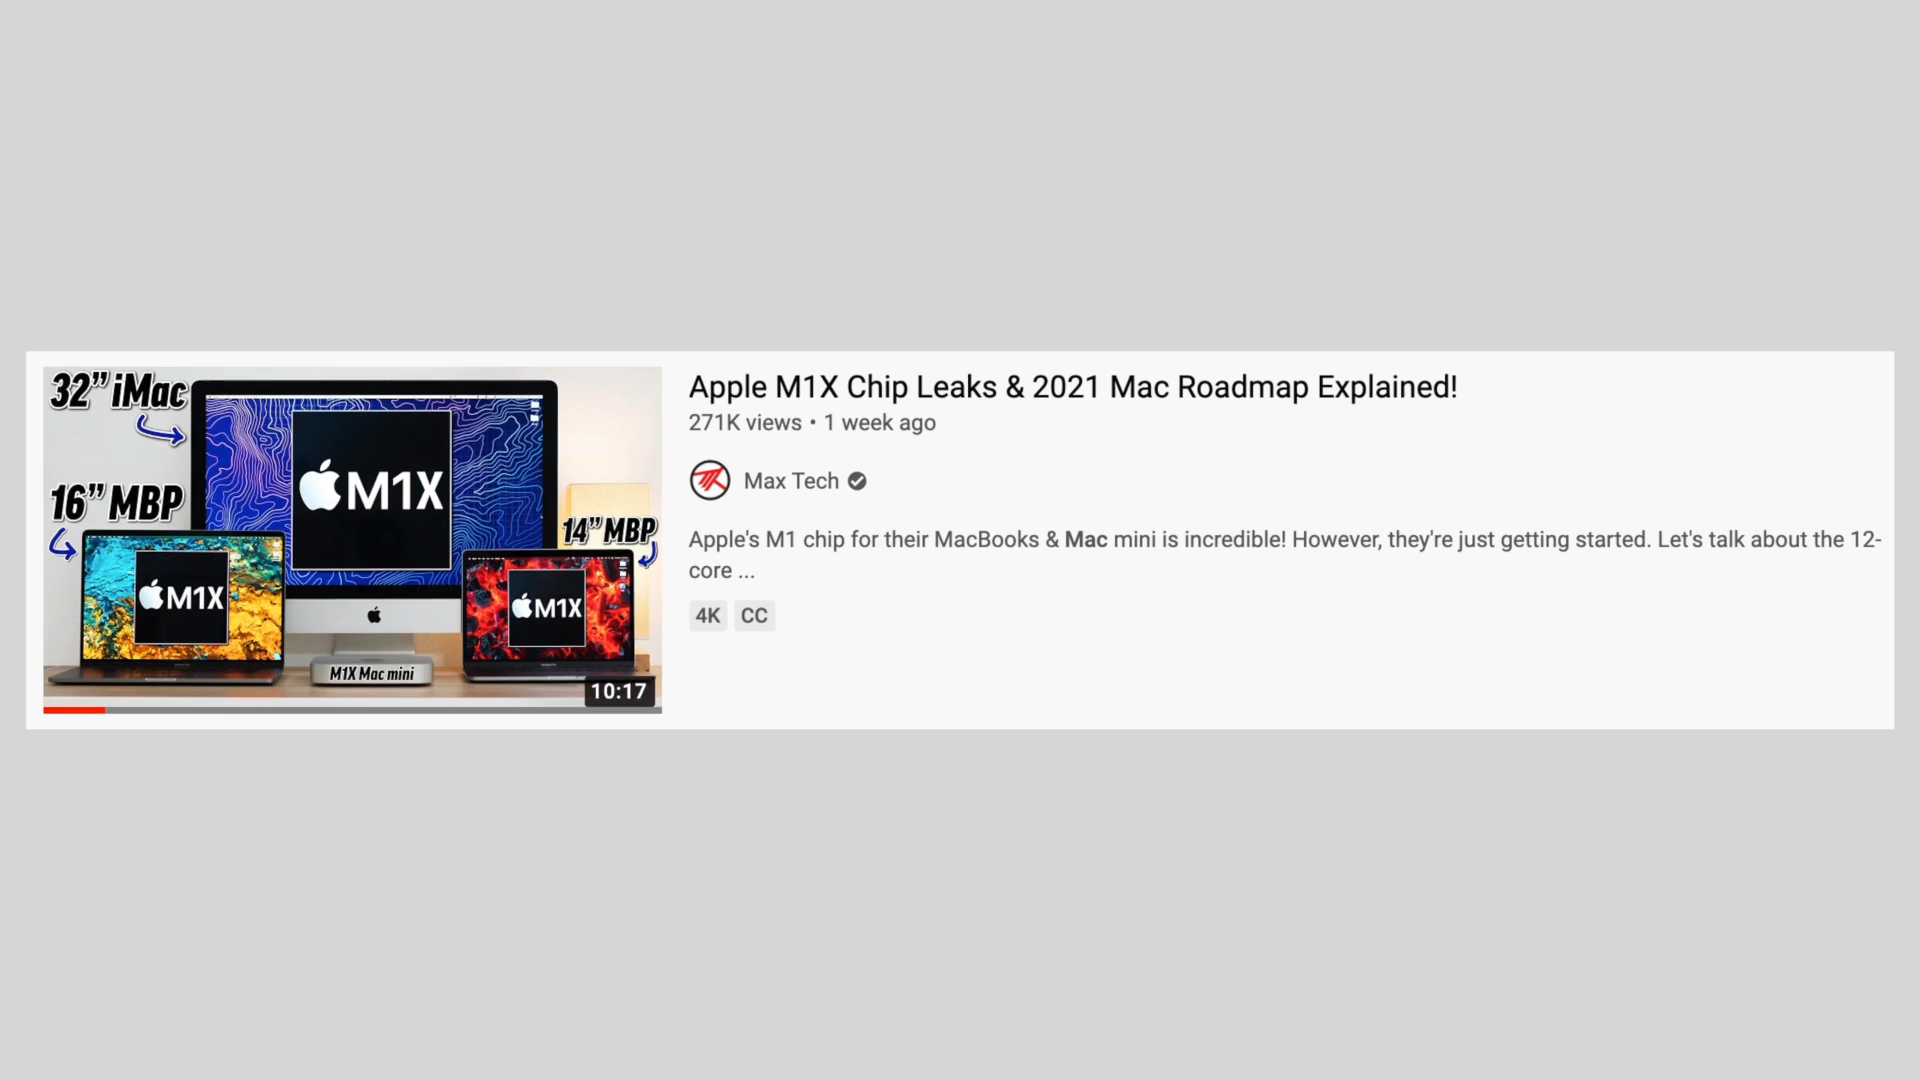 32” iMac
16” MBP
14” MBP
M1X
M1X
M1X
M1X Mac mini
10:17
Apple M1X Chip Leaks & 2021 Mac Roadmap Explained!
271K views • 1 week ago
Max Tech
Apple's M1 chip for their MacBooks & Mac mini is incredible! However, they're just getting started. Let's talk about the 12-
core ...
4K CC